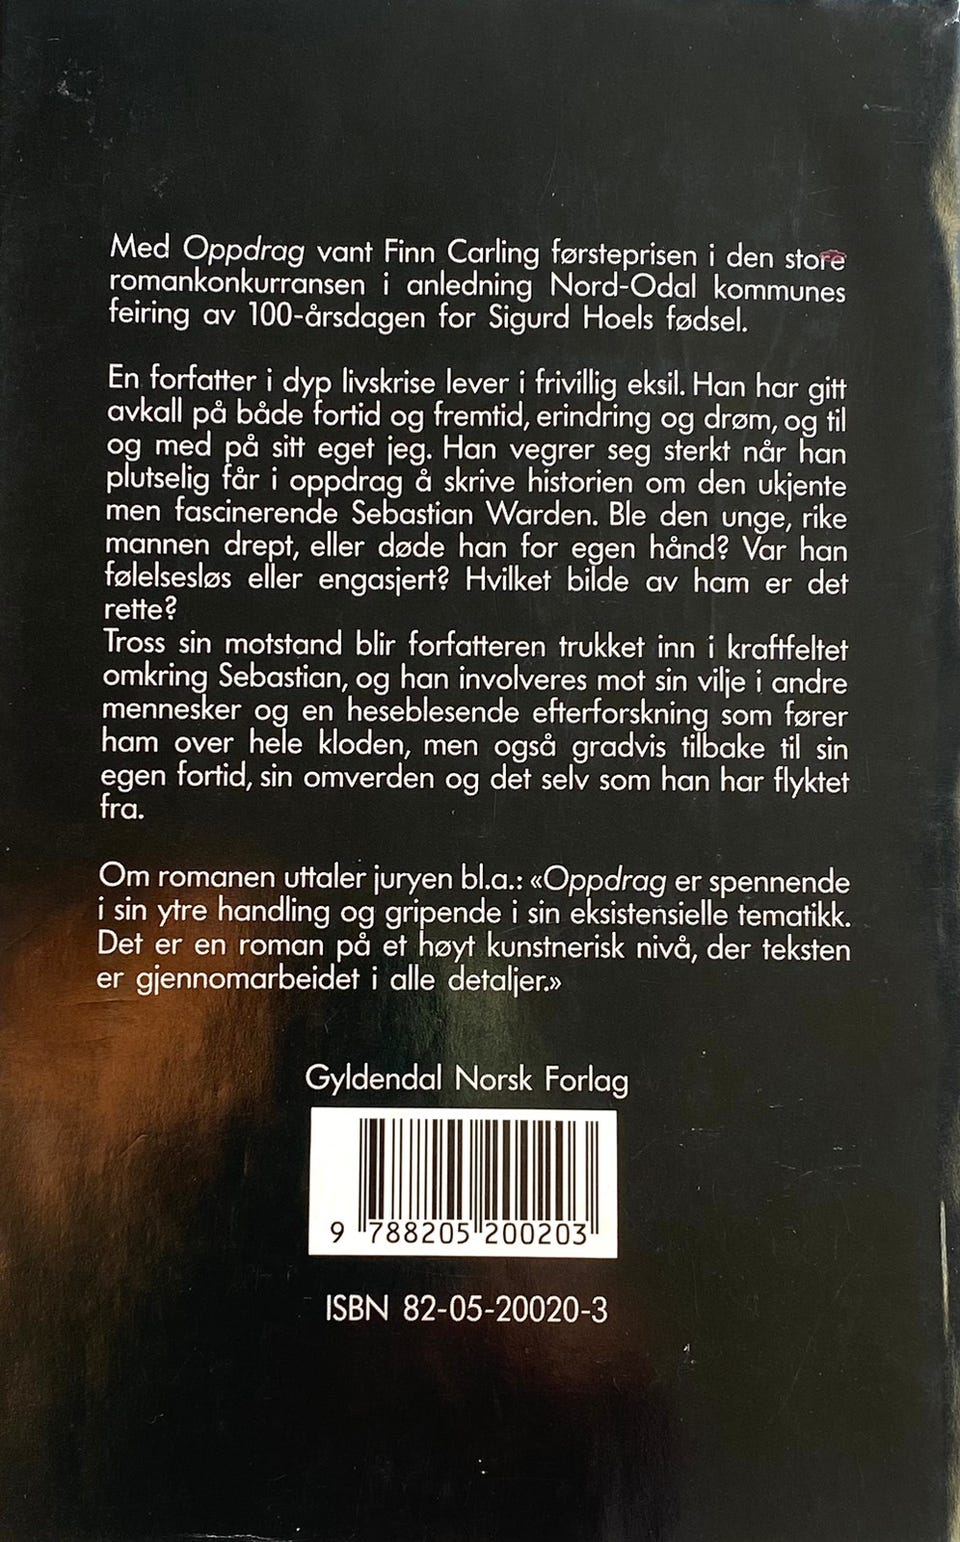 Med Oppdrag vant Finn Carling førsteprisen i den store
romankonkurransen i anledning Nord-Odal kommunes
feiring av 100-årsdagen for Sigurd Hoels fødsel.
En forfatter i dyp livskrise lever i frivillig eksil. Han har gitt
avkall på både fortid og fremtid, erindring og drøm, og til
og med på sitt eget jeg. Han vegrer seg sterkt når han
plutselig får i oppdrag å skrive historien om den ukjente
men fascinerende Sebastian Warden. Ble den unge, rike
mannen drept, eller døde han for egen hånd? Var han
følelsesløs eller engasjert? Hvilket bilde av ham er det
rette?
Tross sin motstand blir forfatteren trukket inn i kraftfeltet
omkring Sebastian, og han involveres mot sin vilje i andre
mennesker og en heseblesende efterforskning som fører
ham over hele kloden, men også gradvis tilbake til sin
egen fortid, sin omverden og det selv som han har flyktet
fra.
Om romanen uttaler juryen bl.a.: «Oppdrag er spennende
i sin ytre handling og gripende i sin eksistensielle tematikk.
Det er en roman på et høyt kunstnerisk nivå, der teksten
er gjennomarbeidet i alle detaljer.»
Gyldendal Norsk Forlag
9 788205 200203
ISBN 82-05-20020-3